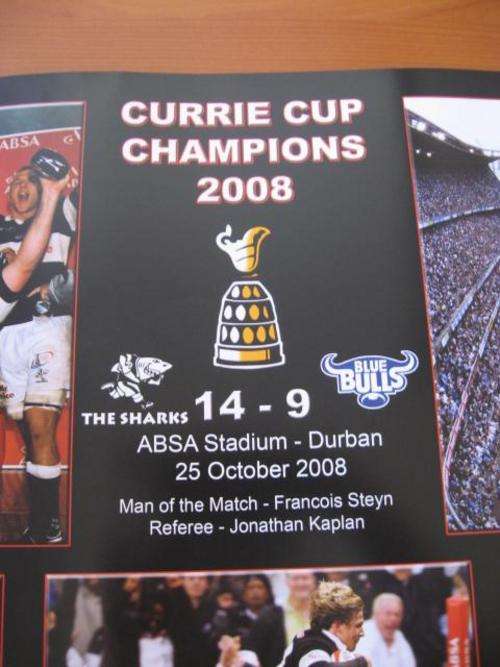 CURRIE CUP
CHAMPIONS
2008
ABSA
THE SHARKS
14 - 9
BLUE
BULLS
ABSA Stadium - Durban
25 October 2008
Man of the Match - Francois Steyn
Referee - Jonathan Kaplan